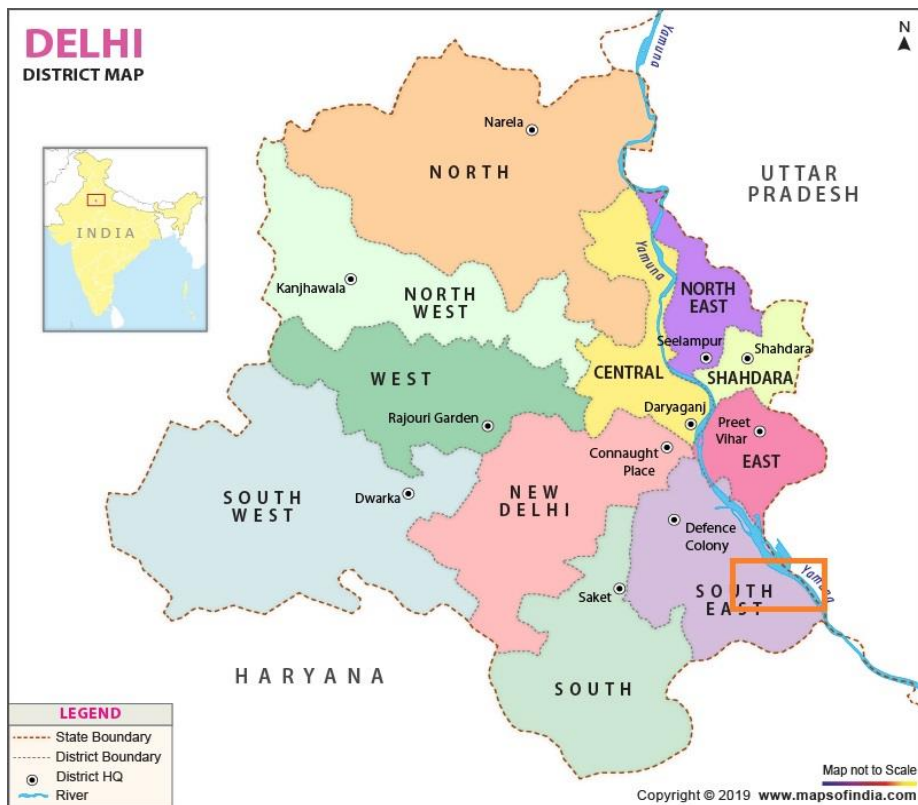 DELHI
DISTRICT MAP
N
Yamuna
Narela
NORTH
UTTAR
PRADESH
INDIA
Yamuna
Kanjhawala
NORTH
WEST
NORTH
EAST
Seelampur
Shahdara
WEST
CENTRAL
SHAHDARA
Daryaganj
Rajouri Garden
Preet
Vihar
Connaught
Place
EAST
SOUTH
WEST
Dwarka
NEW
DELHI
Defence
Colony
Yamuna
Saket
SOUTH
EAST
HARYANA
SOUTH
LEGEND
State Boundary
District Boundary
District HQ
River
Map not to Scale
Copyright © 2019 www.mapsofindia.com